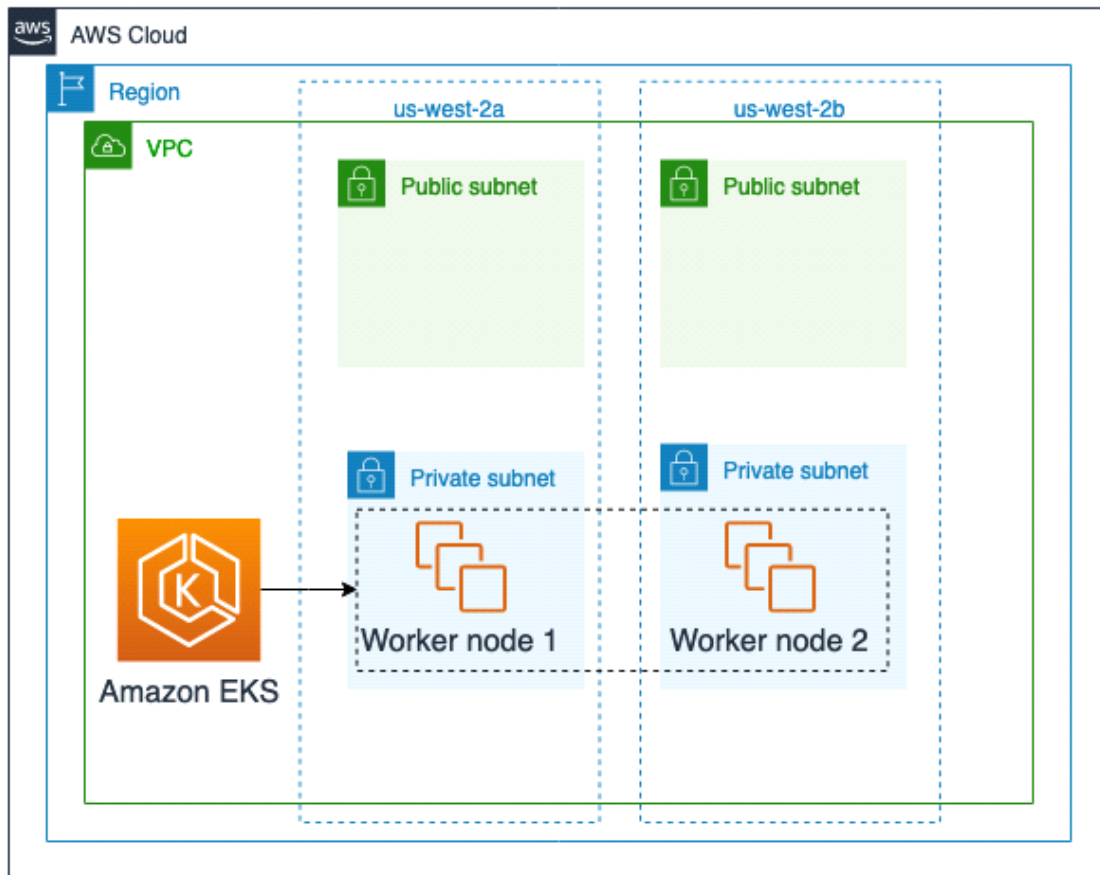 aws
AWS Cloud
Region
us-west-2a
us-west-2b
VPC
Public subnet
Public subnet
Private subnet
Private subnet
K
Worker node 1
Worker node 2
Amazon EKS